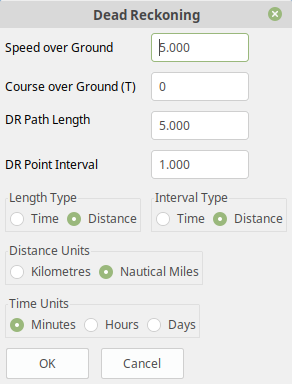 Dead Reckoning
Speed over Ground 5.000
Course over Ground (T) 0
DR Path Length 5.000
DR Point Interval 1.000
Length Type Interval Type
Time Distance Time Distance
Distance Units
Kilometres Nautical Miles
Time Units
Minutes Hours Days
OK Cancel